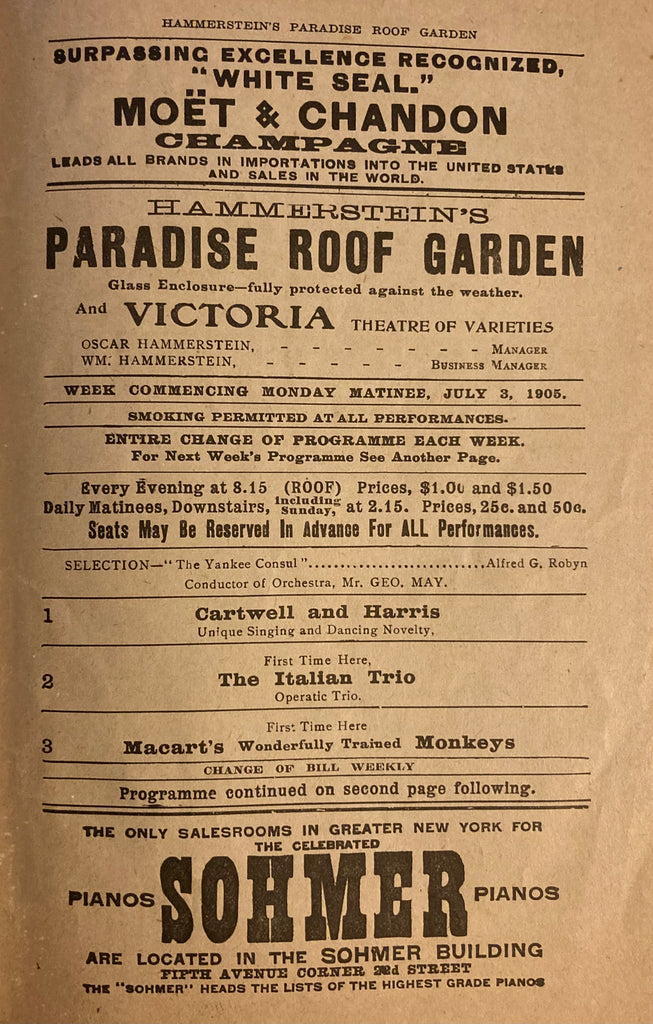 HAMMERSTEIN'S PARADISE ROOF GARDEN
SURPASSING EXCELLENCE RECOGNIZED,
"WHITE SEAL."
MOËT & CHANDON
CHAMPAGNE
LEADS ALL BRANDS IN IMPORTATIONS INTO THE UNITED STATES
AND SALES IN THE WORLD.
HAMMERSTEIN'S
PARADISE ROOF GARDEN
Glass Enclosure—fully protected against the weather.
And VICTORIA THEATRE OF VARIETIES
OSCAR HAMMERSTEIN, - - - - - - - MANAGER
WM. HAMMERSTEIN, - - - - - BUSINESS MANAGER
WEEK COMMENCING MONDAY MATINEE, JULY 3, 1905.
SMOKING PERMITTED AT ALL PERFORMANCES.
ENTIRE CHANGE OF PROGRAMME EACH WEEK.
For Next Week's Programme See Another Page.
Every Evening at 8.15 (ROOF) Prices, $1.00 and $1.50
Daily Matinees, Downstairs, including Sunday, at 2.15. Prices, 25c. and 50c.
Seats May Be Reserved In Advance For ALL Performances.
SELECTION—"The Yankee Consul"..............................Alfred G. Robyn
Conductor of Orchestra, Mr. GEO. MAY.
1 Cartwell and Harris
Unique Singing and Dancing Novelty,
First Time Here,
2 The Italian Trio
Operatic Trio.
First Time Here
3 Macart's Wonderfully Trained Monkeys
CHANGE OF BILL WEEKLY
Programme continued on second page following.
THE ONLY SALESROOMS IN GREATER NEW YORK FOR
THE CELEBRATED
PIANOS SOHMER PIANOS
ARE LOCATED IN THE SOHMER BUILDING
FIFTH AVENUE CORNER 22d STREET
THE "SOHMER" HEADS THE LISTS OF THE HIGHEST GRADE PIANOS